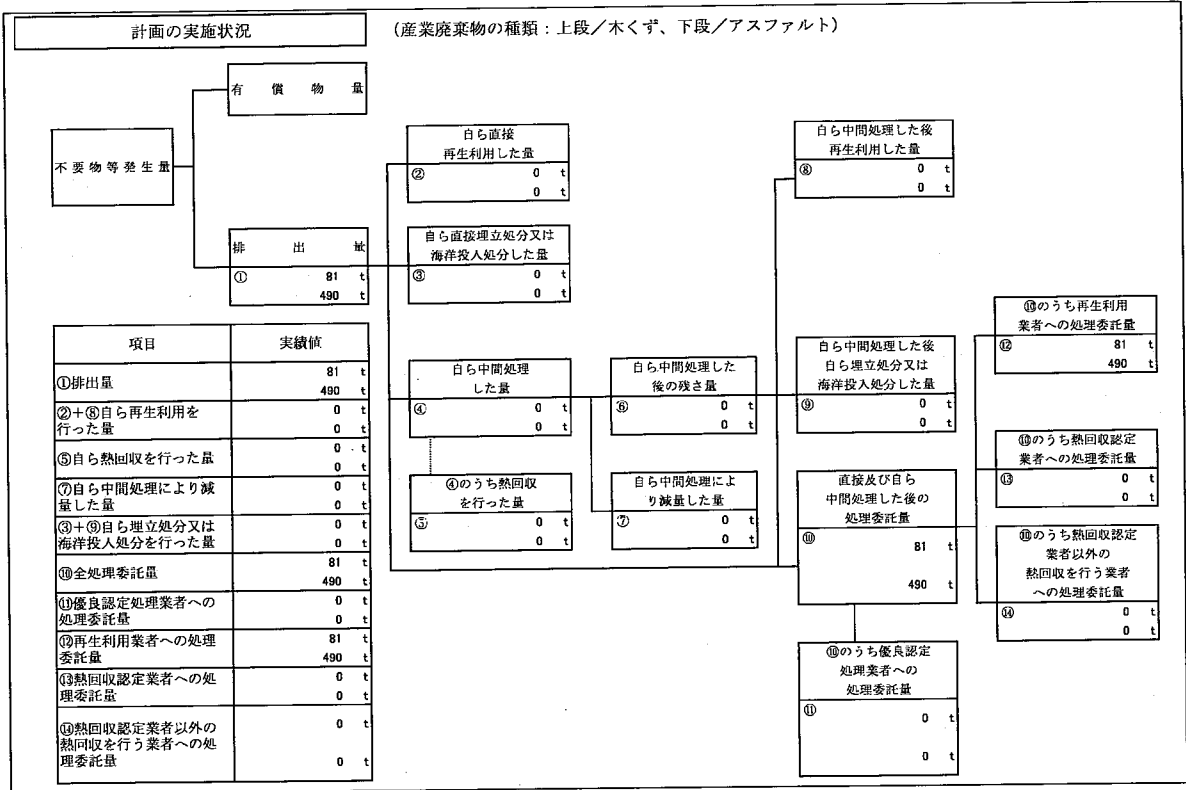 計画の実施状況
(産業廃棄物の種類：上段／木くず、下段／アスファルト)
有償物量
不要物等発生量
排出量
① 81 t
490 t
自ら直接
再生利用した量
② 0 t
0 t
自ら直接埋立処分又は
海洋投入処分した量
③ 0 t
0 t
自ら中間処理
した量
④ 0 t
0 t
④のうち熱回収
を行った量
⑤ 0 t
0 t
自ら中間処理した
後の残さ量
⑥ 0 t
0 t
自ら中間処理によ
り減量した量
⑦ 0 t
0 t
自ら中間処理した後
再生利用した量
⑧ 0 t
0 t
自ら中間処理した後
自ら埋立処分又は
海洋投入処分した量
⑨ 0 t
0 t
直接及び自ら
中間処理した後の
処理委託量
⑩
81 t
490 t
⑩のうち優良認定
処理業者への
処理委託量
⑪
0 t
0 t
⑩のうち再生利用
業者への処理委託量
⑫ 81 t
490 t
⑩のうち熱回収認定
業者への処理委託量
⑬ 0 t
0 t
⑩のうち熱回収認定
業者以外の
熱回収を行う業者
への処理委託量
⑭ 0 t
0 t
項目 実績値
①排出量
81 t
490 t
②+⑧自ら再生利用を
行った量
0 t
0 t
⑤自ら熱回収を行った量
0 t
0 t
⑦自ら中間処理により減
量した量
0 t
0 t
③+⑨自ら埋立処分又は
海洋投入処分を行った量
0 t
0 t
⑩全処理委託量
81 t
490 t
⑪優良認定処理業者への
処理委託量
0 t
0 t
⑫再生利用業者への処理
委託量
81 t
490 t
⑬熱回収認定業者への処
理委託量
0 t
0 t
⑭熱回収認定業者以外の
熱回収を行う業者への処
理委託量
0 t
0 t